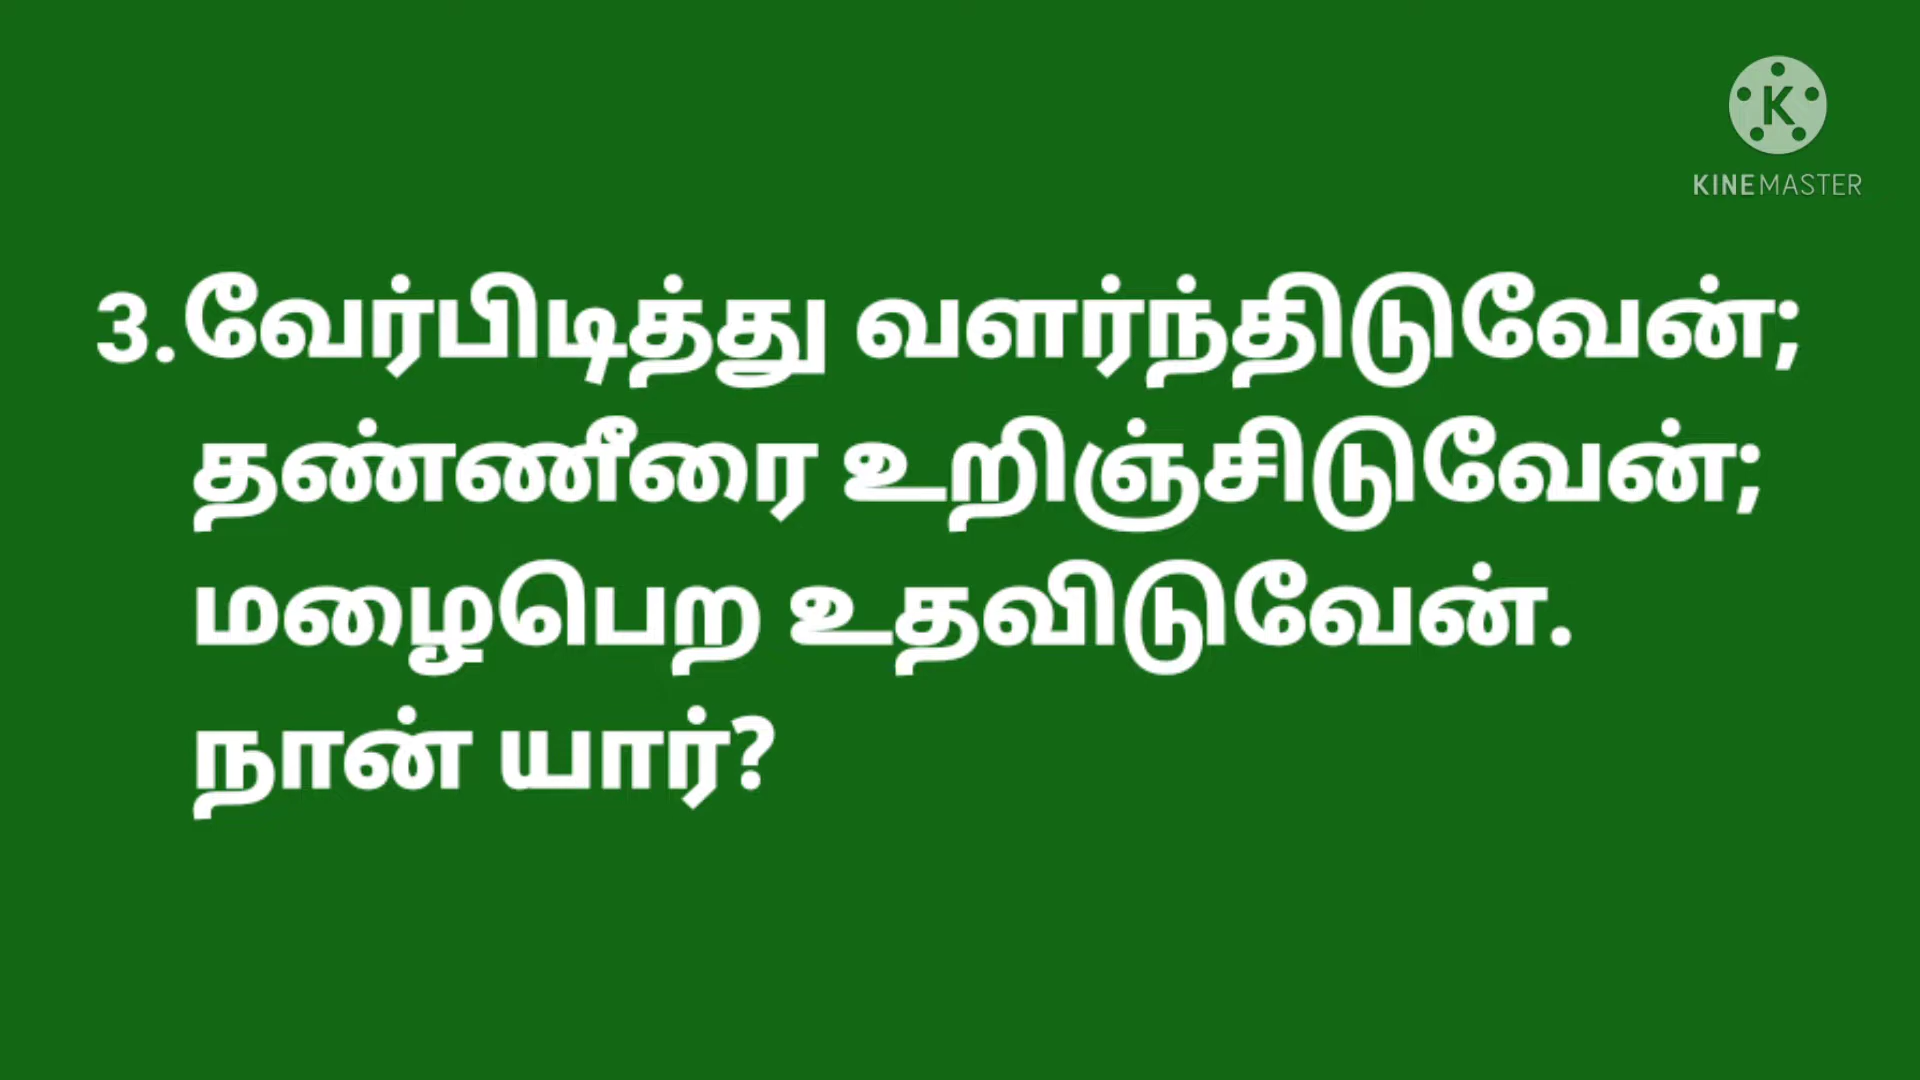 KINEMASTER
3.வேர்பிடித்து வளர்ந்திடுவேன்;
தண்ணீரை உறிஞ்சிடுவேன்;
மழைபெற உதவிடுவேன்.
நான் யார்?